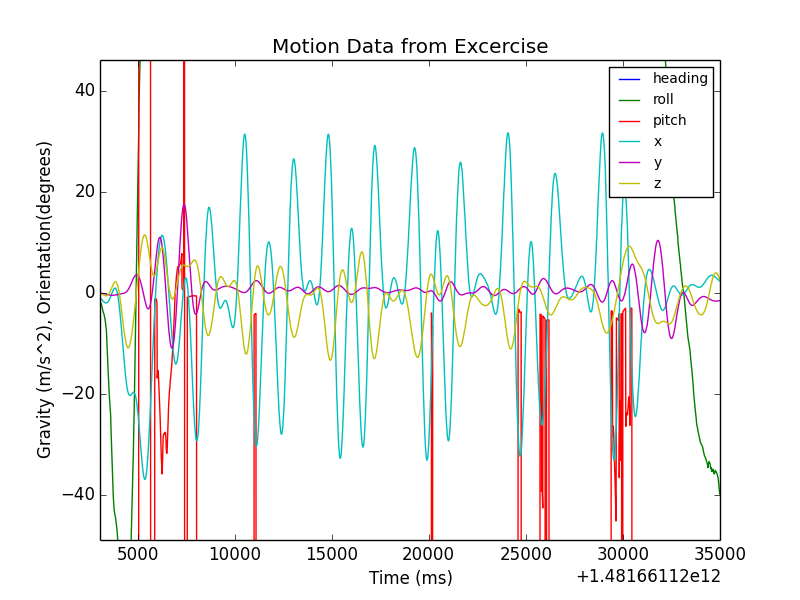 Motion Data from Excercise
Gravity (m/s^2), Orientation(degrees)
40
20
0
−20
−40
heading
roll
pitch
x
y
z
5000 10000 15000 20000 25000 30000 35000
Time (ms)
+1.48166112e12